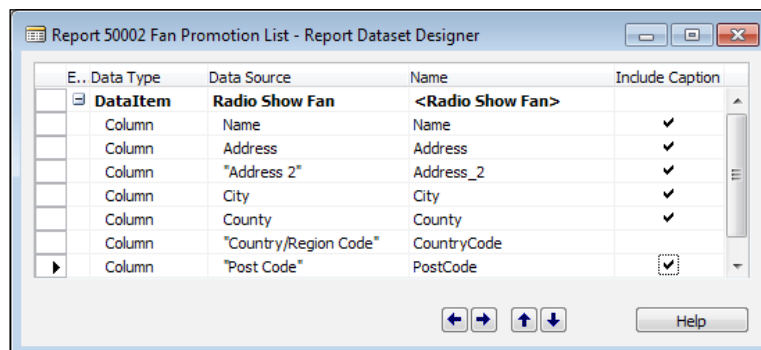 Report 50002 Fan Promotion List - Report Dataset Designer
E.. Data Type Data Source Name Include Caption
DataItem Radio Show Fan <Radio Show Fan>
Column Name Name
Column Address Address
Column "Address 2" Address_2
Column City City
Column County County
Column "Country/Region Code" CountryCode
Column "Post Code" PostCode
Help